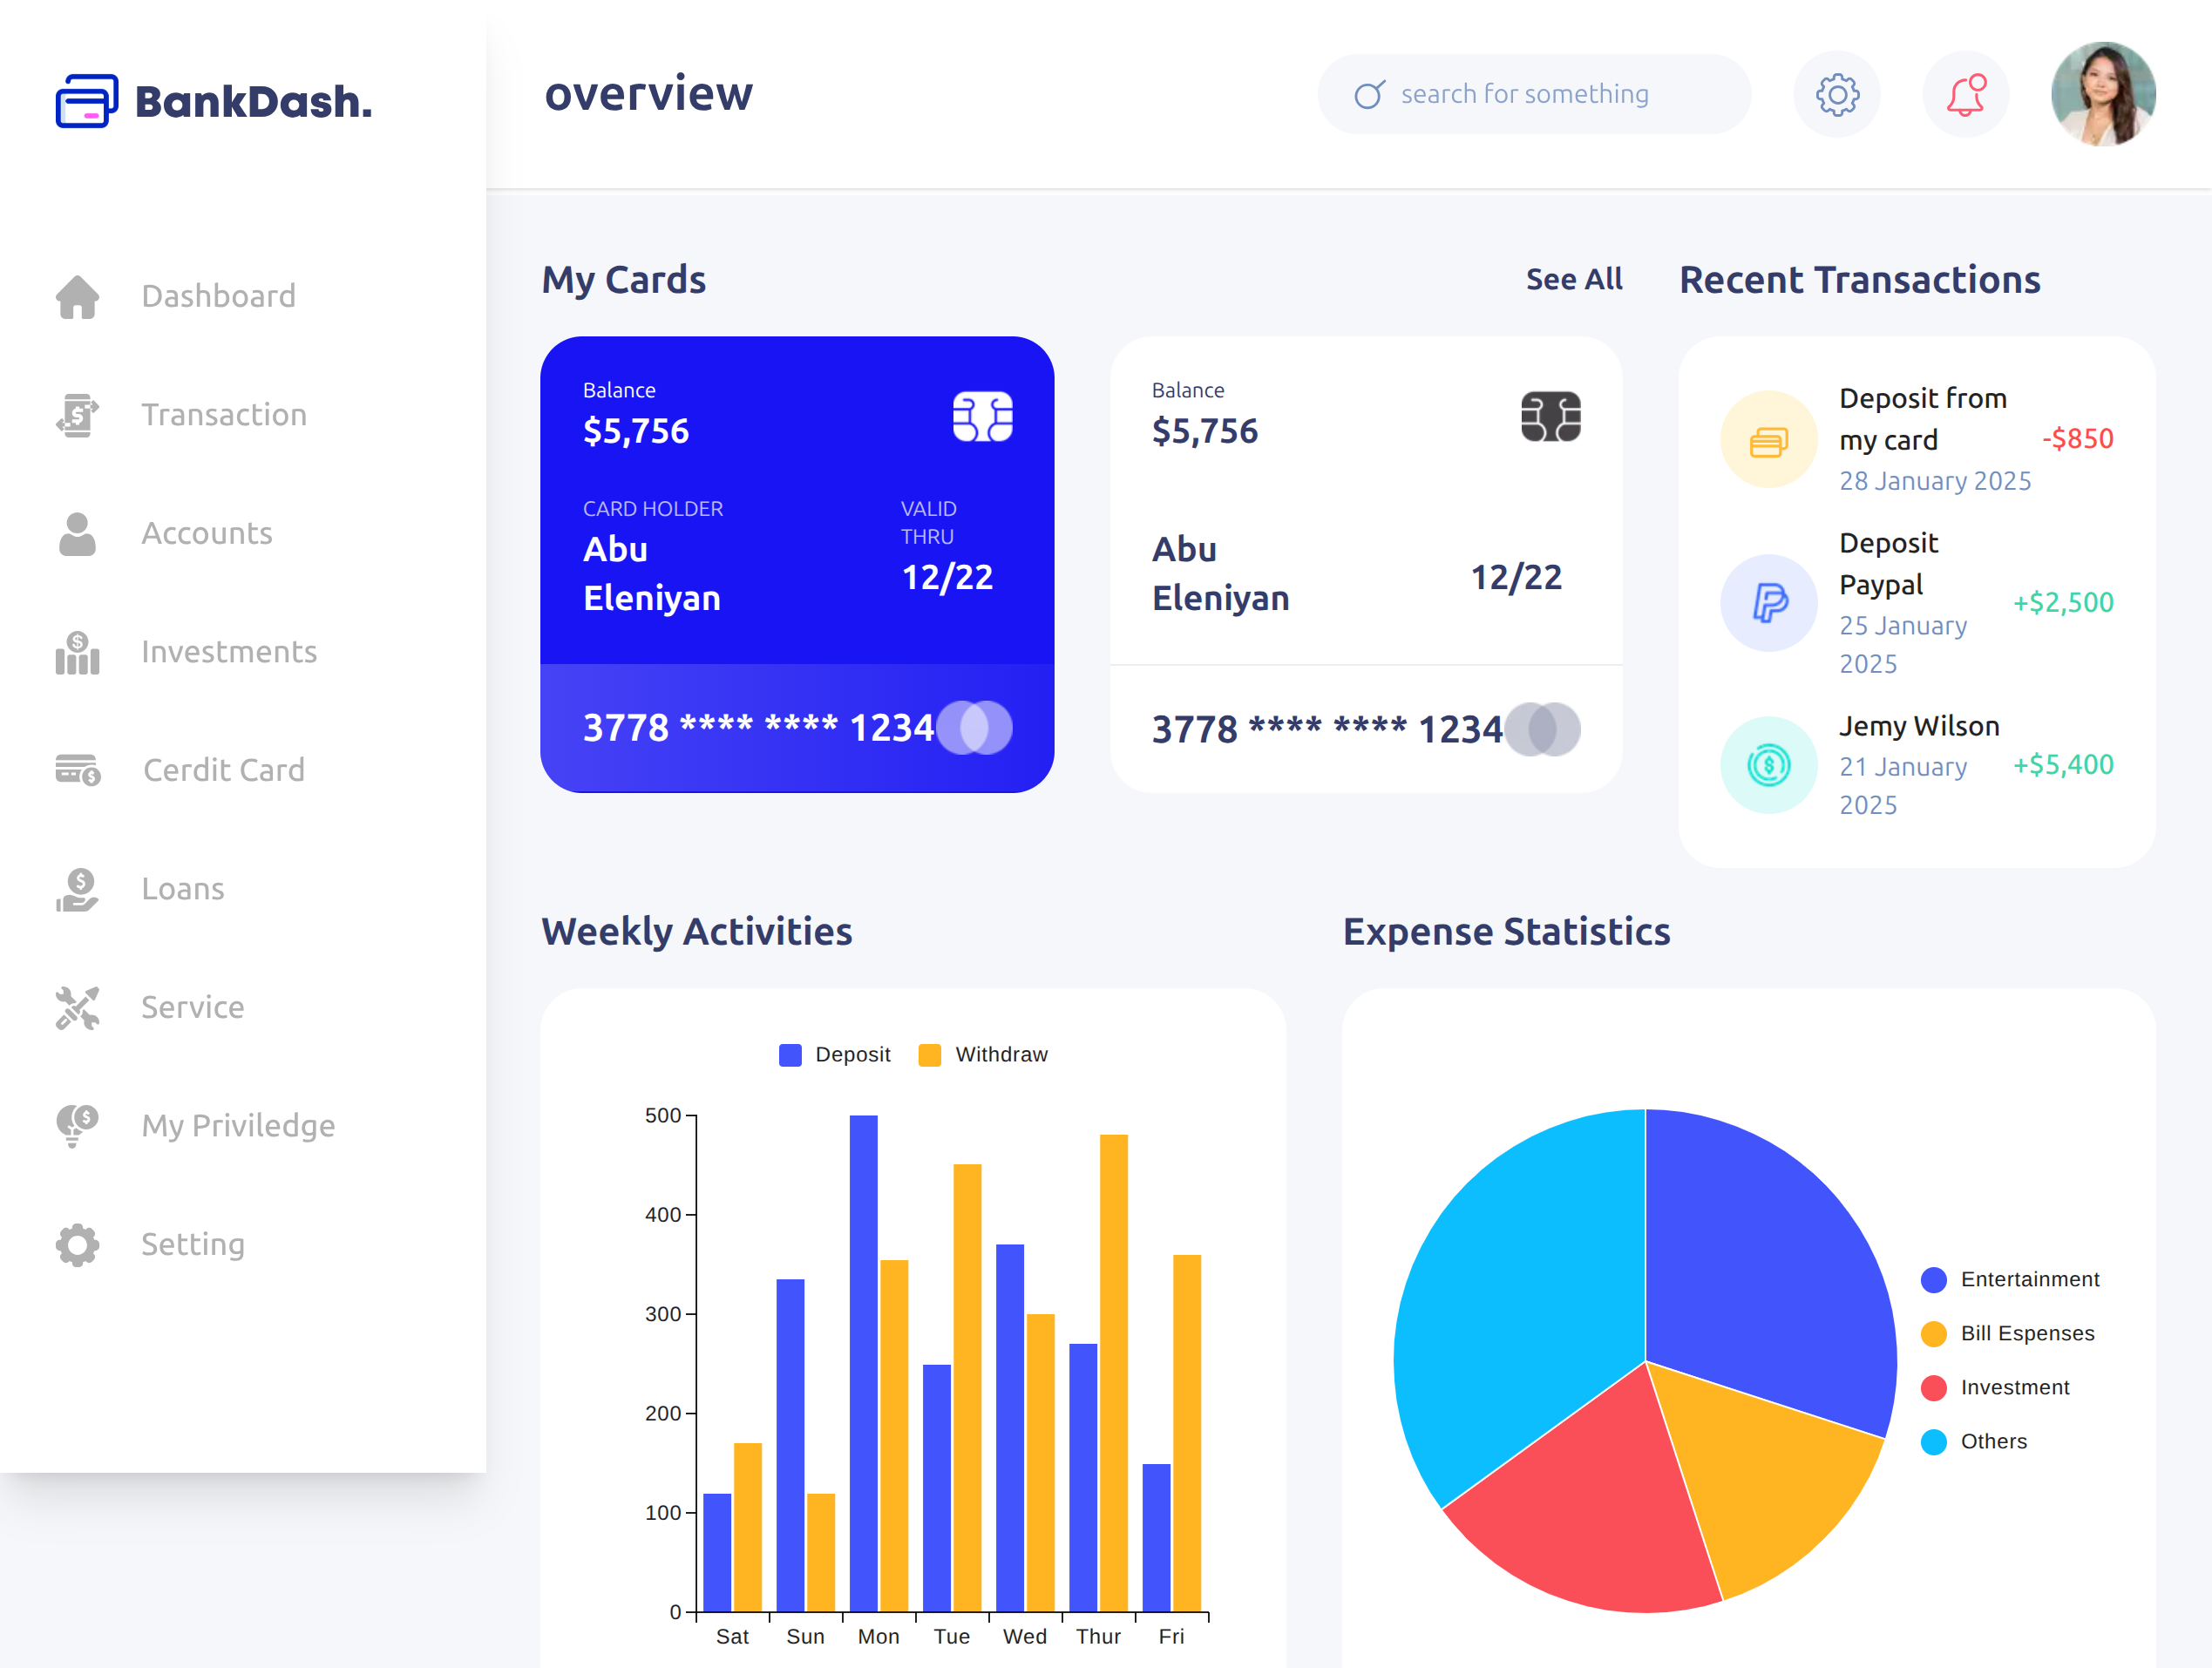 BankDash.
overview
search for something
Dashboard
Transaction
Accounts
Investments
Cerdit Card
Loans
Service
My Priviledge
Setting
My Cards
See All
Balance
$5,756
CARD HOLDER
Abu
Eleniyan
VALID
THRU
12/22
3778 **** **** 1234
Balance
$5,756
Abu
Eleniyan
12/22
3778 **** **** 1234
Recent Transactions
Deposit from
my card
28 January 2025
-$850
Deposit
Paypal
25 January
2025
+$2,500
Jemy Wilson
21 January
2025
+$5,400
Weekly Activities
Deposit
Withdraw
500
400
300
200
100
0
Sat
Sun
Mon
Tue
Wed
Thur
Fri
Expense Statistics
Entertainment
Bill Espenses
Investment
Others